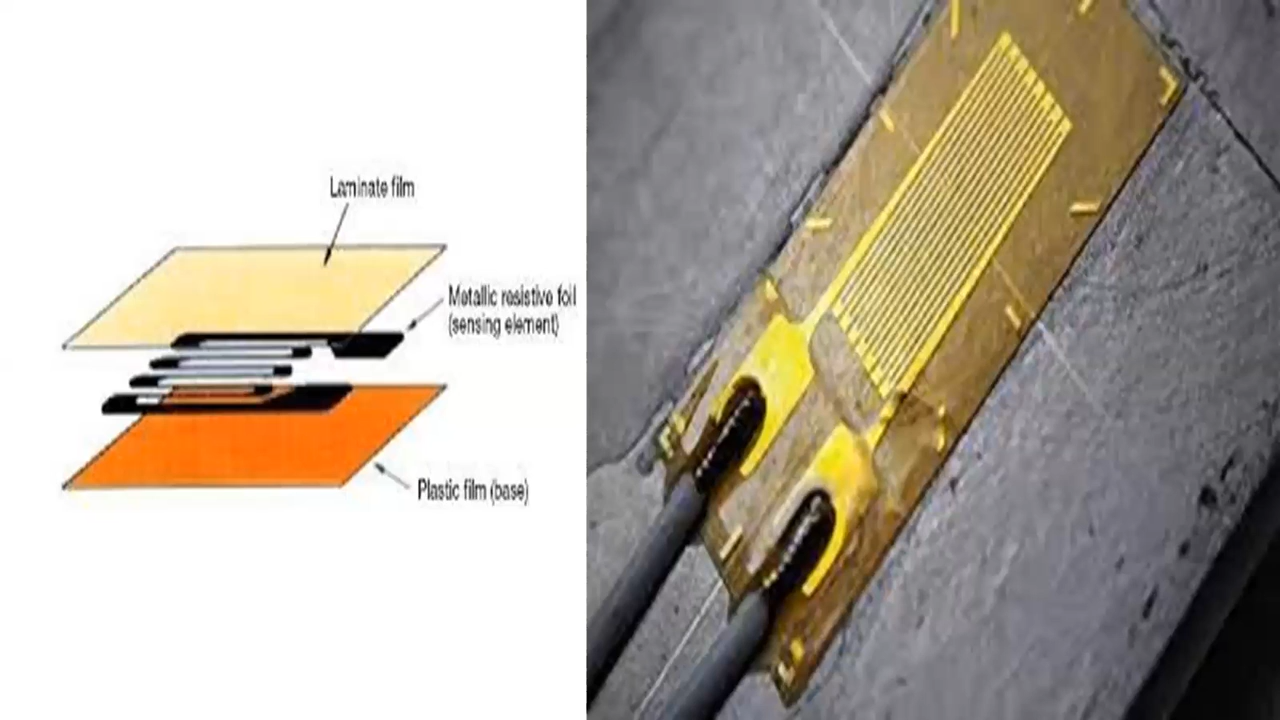 Laminate film
Metallic resistive foil
(sensing element)
Plastic film (base)